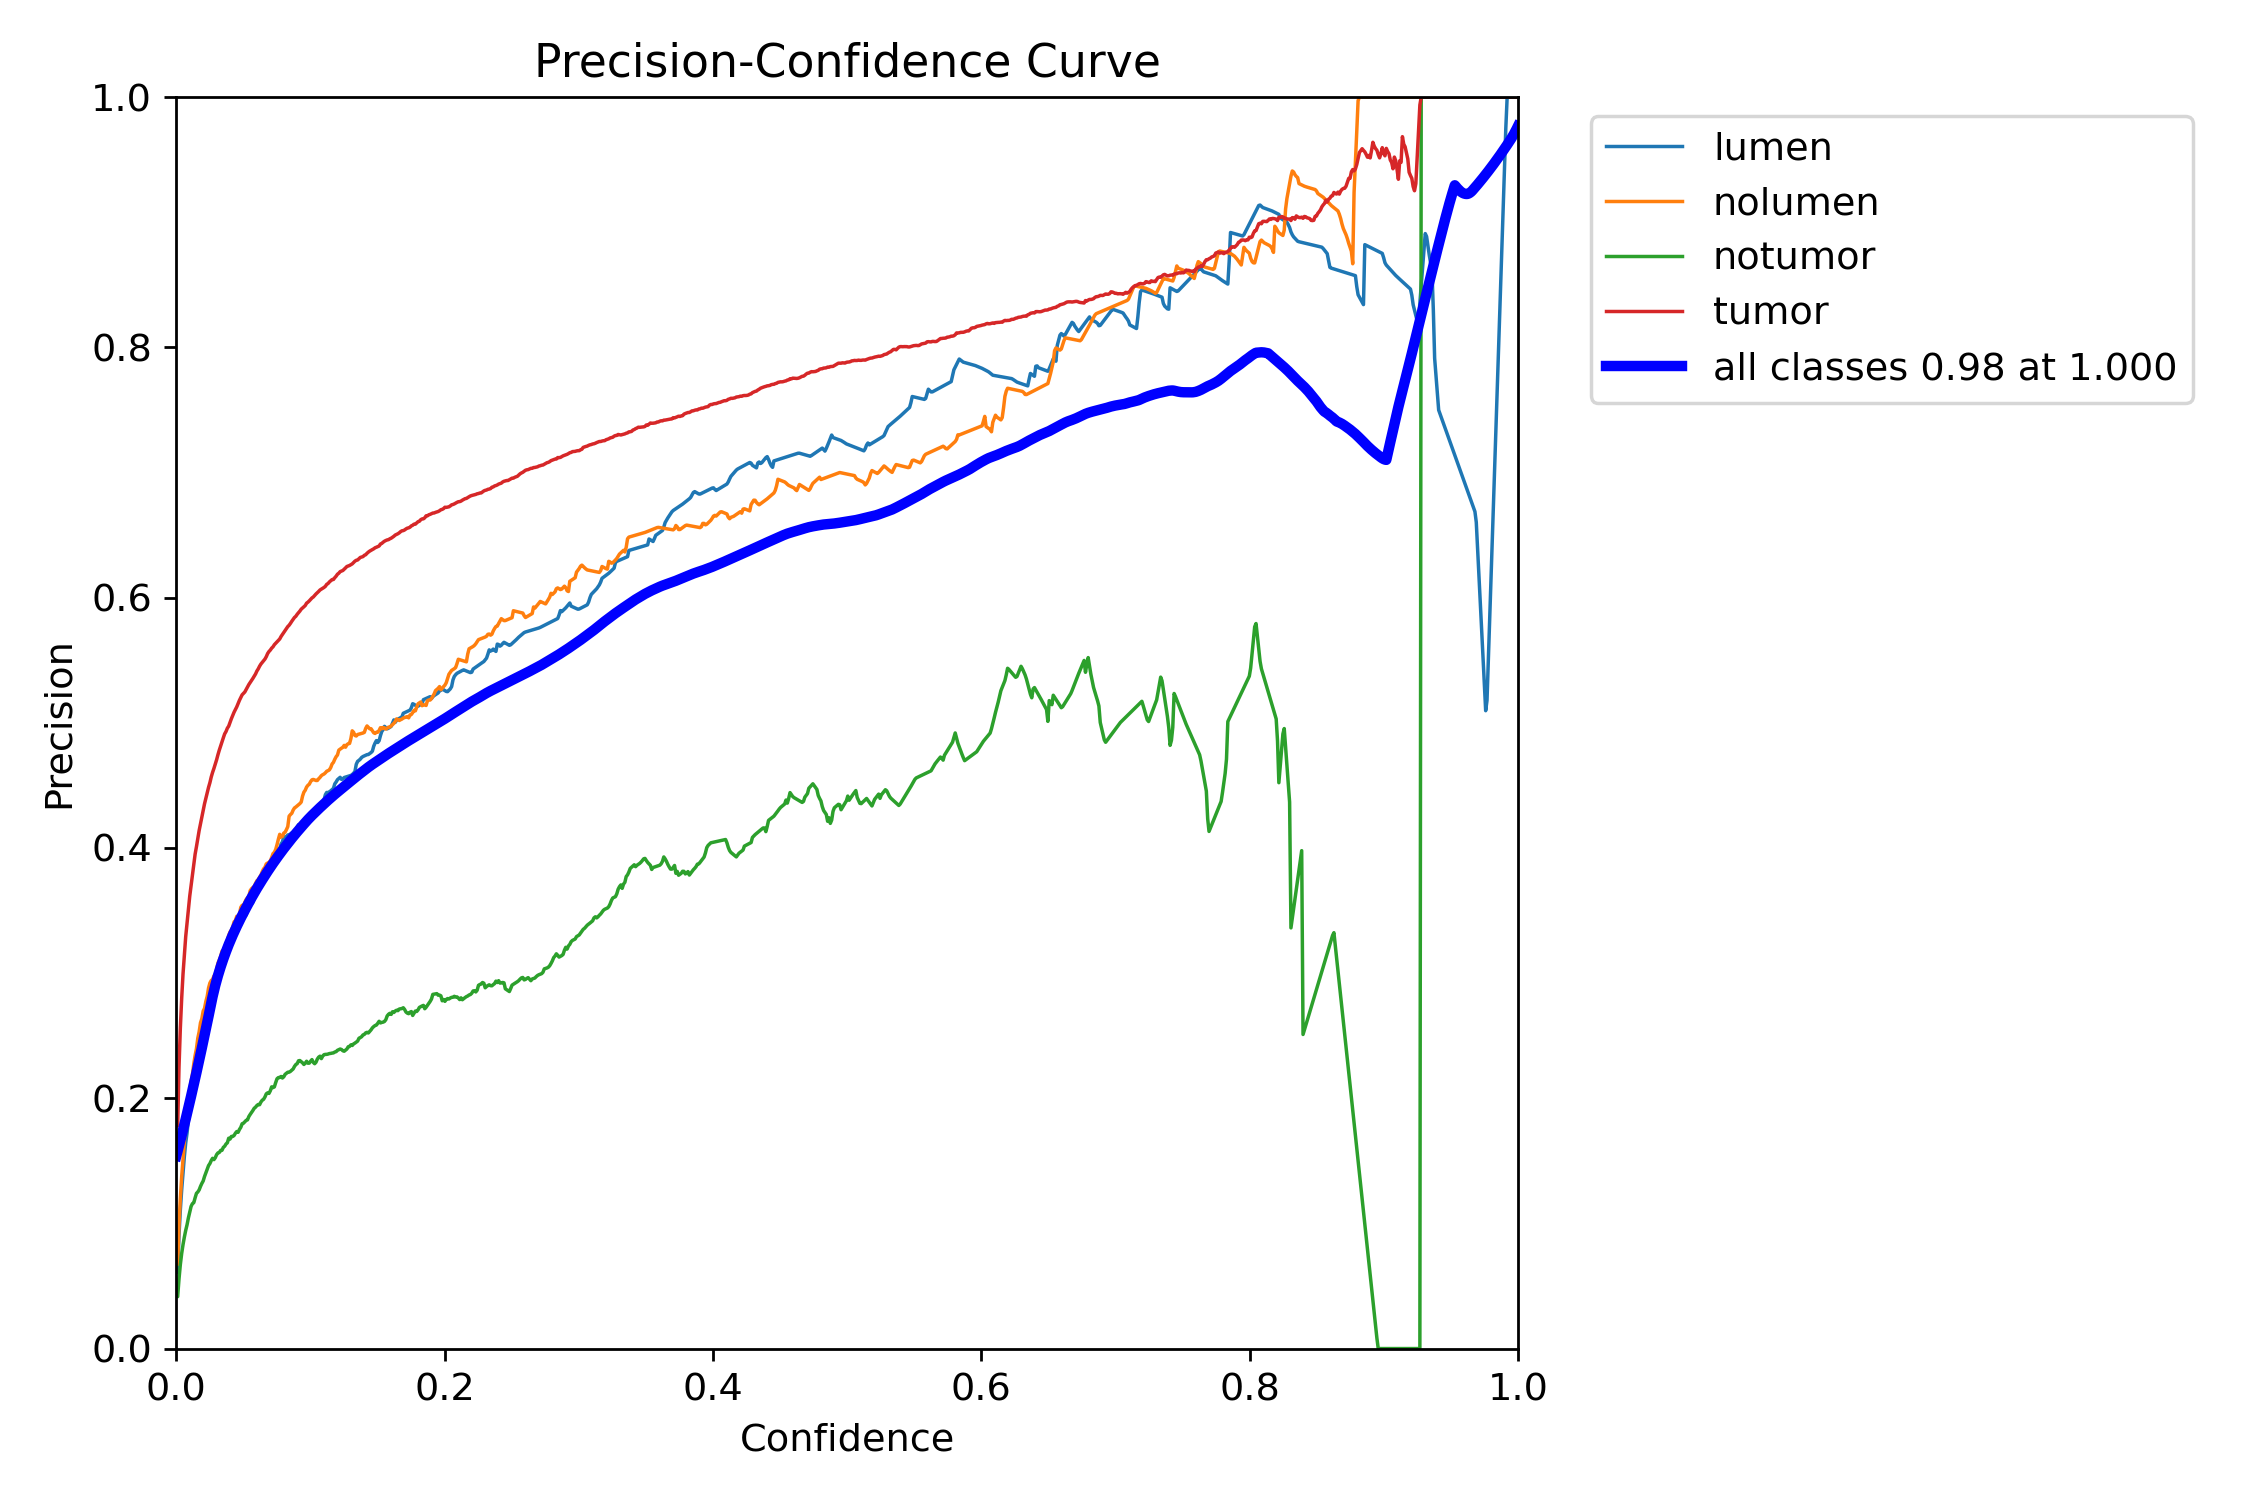 Precision-Confidence Curve
1.0
0.8
0.6
0.4
0.2
0.0
Precision
0.0 0.2 0.4 0.6 0.8 1.0
Confidence
lumen
nolumen
notumor
tumor
all classes 0.98 at 1.000